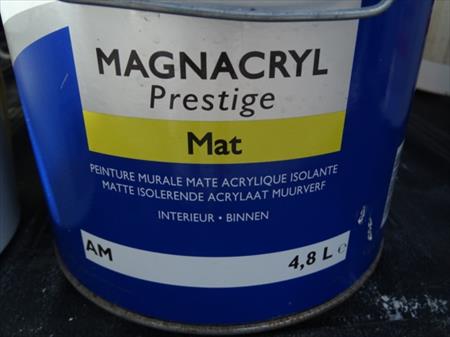 MAGNACRYL
Prestige
Mat
PEINTURE MURALE MATE ACRYLIQUE ISOLANTE
MATTE ISOLERENDE ACRYLAAT MUURVERF
INTERIEUR • BINNEN
AM
4,8 L ℮